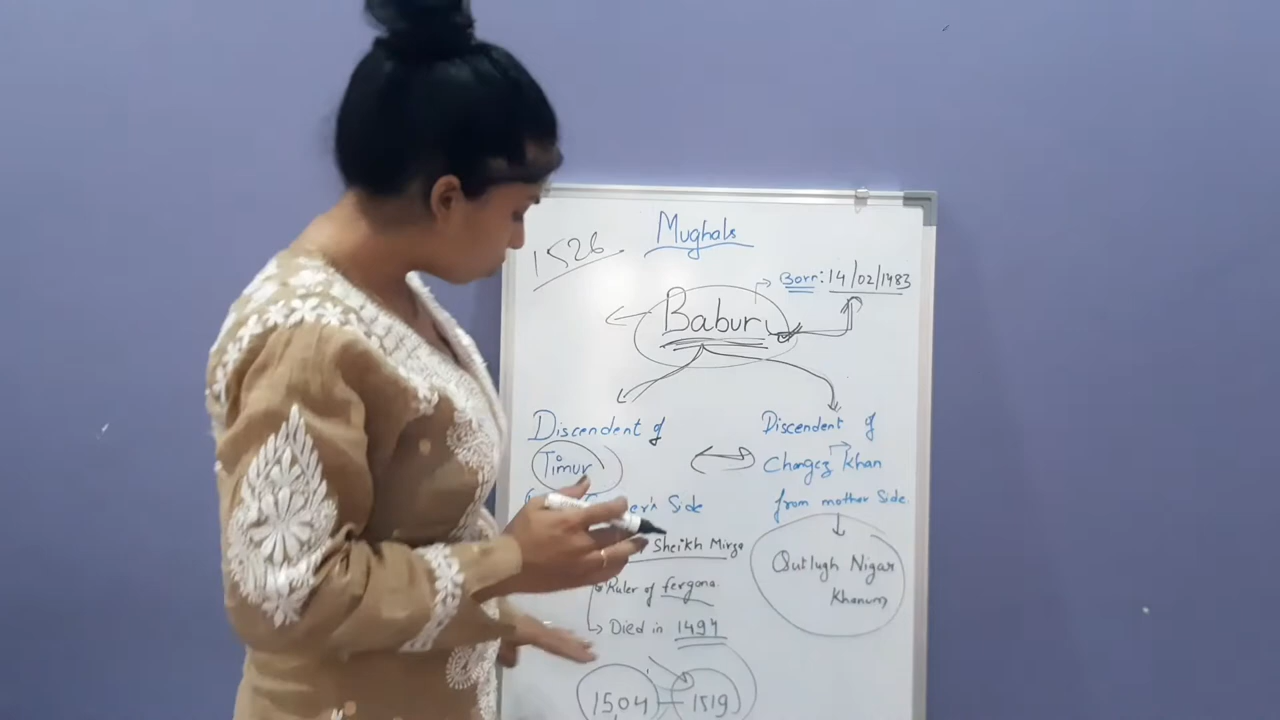 Mughals
1526
Born: 14/02/1483
Babur
Discendent of
Timur
Side
Sheikh Mirza
Ruler of fergana
Died in 1494
1504 1519
Discendent of
Changez Khan
from mother Side
Qutlugh Nigar
Khanum